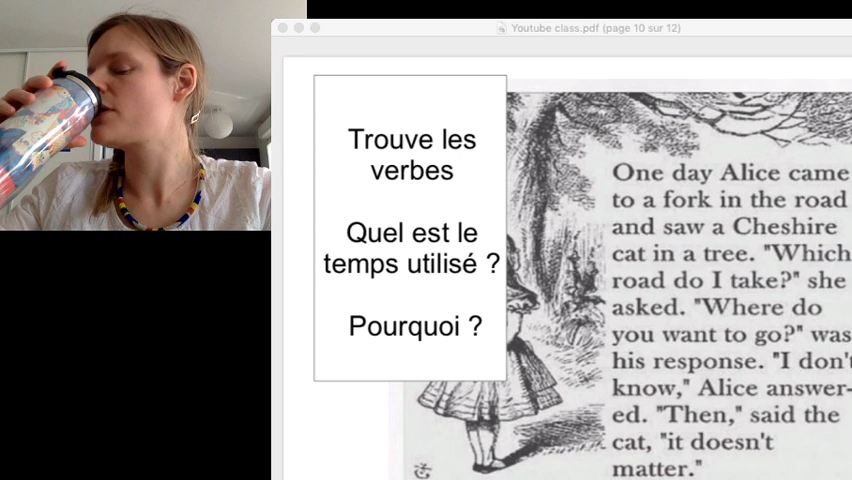 Youtube class.pdf (page 10 sur 12)
Trouve les
verbes
Quel est le
temps utilisé ?
Pourquoi ?
One day Alice came
to a fork in the road
and saw a Cheshire
cat in a tree. "Which
road do I take?" she
asked. "Where do
you want to go?" was
his response. "I don't
know," Alice answer-
ed. "Then," said the
cat, "it doesn't
matter."